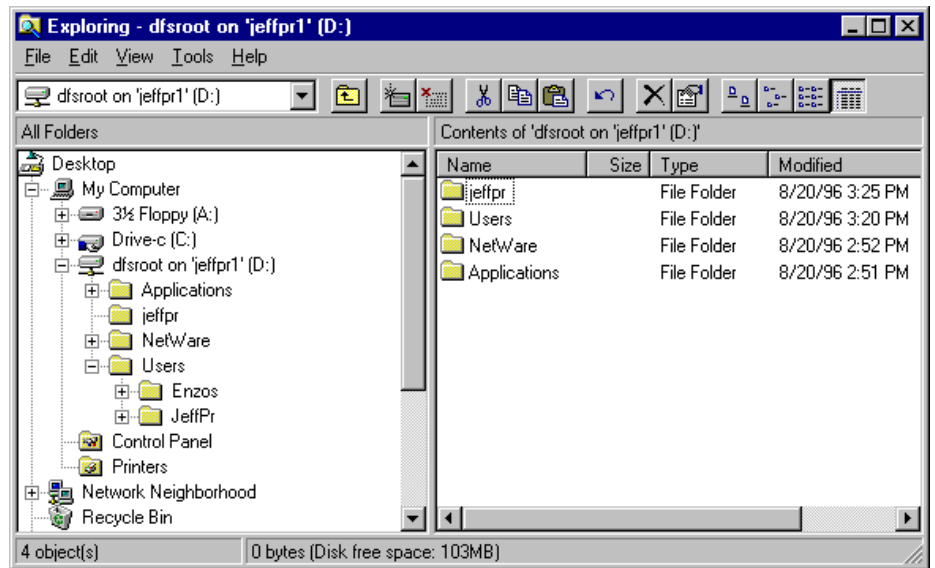 Exploring - dfsroot on 'jeffpr1' (D:)
File Edit View Tools Help
dfsroot on 'jeffpr1' (D:)
All Folders
Contents of 'dfsroot on 'jeffpr1' (D:)'
Desktop
My Computer
3½ Floppy (A:)
Drive-c (C:)
dfsroot on 'jeffpr1' (D:)
Applications
jeffpr
NetWare
Users
Enzos
JeffPr
Control Panel
Printers
Network Neighborhood
Recycle Bin
Name Size Type Modified
jeffpr File Folder 8/20/96 3:25 PM
Users File Folder 8/20/96 3:20 PM
NetWare File Folder 8/20/96 2:52 PM
Applications File Folder 8/20/96 2:51 PM
4 object(s) 0 bytes (Disk free space: 103MB)